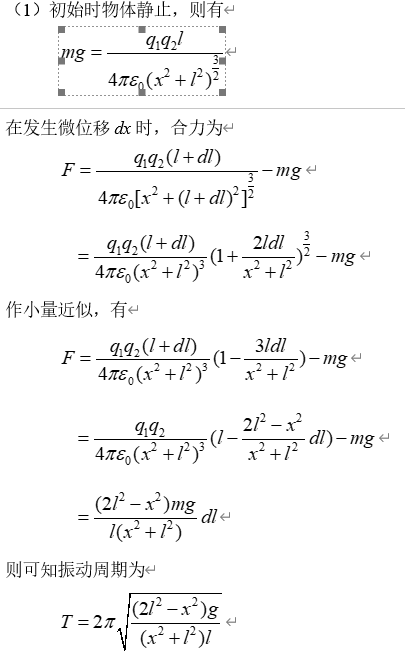 （1）初始时物体静止，则有
mg = \frac{q_1q_2l}{4\pi\varepsilon_0(x^2+l^2)^{\frac{3}{2}}}
在发生微位移dx时，合力为
F = \frac{q_1q_2(l+dl)}{4\pi\varepsilon_0[x^2+(l+dl)^2]^{\frac{3}{2}}} - mg
= \frac{q_1q_2(l+dl)}{4\pi\varepsilon_0(x^2+l^2)^3}(1+\frac{2ldl}{x^2+l^2})^{\frac{3}{2}} - mg
作小量近似，有
F = \frac{q_1q_2(l+dl)}{4\pi\varepsilon_0(x^2+l^2)^3}(1-\frac{3ldl}{x^2+l^2}) - mg
= \frac{q_1q_2}{4\pi\varepsilon_0(x^2+l^2)^3}(l-\frac{2l^2-x^2}{x^2+l^2}dl) - mg
= \frac{(2l^2-x^2)mg}{l(x^2+l^2)}dl
则可知振动周期为
T = 2\pi\sqrt{\frac{(2l^2-x^2)g}{(x^2+l^2)l}}